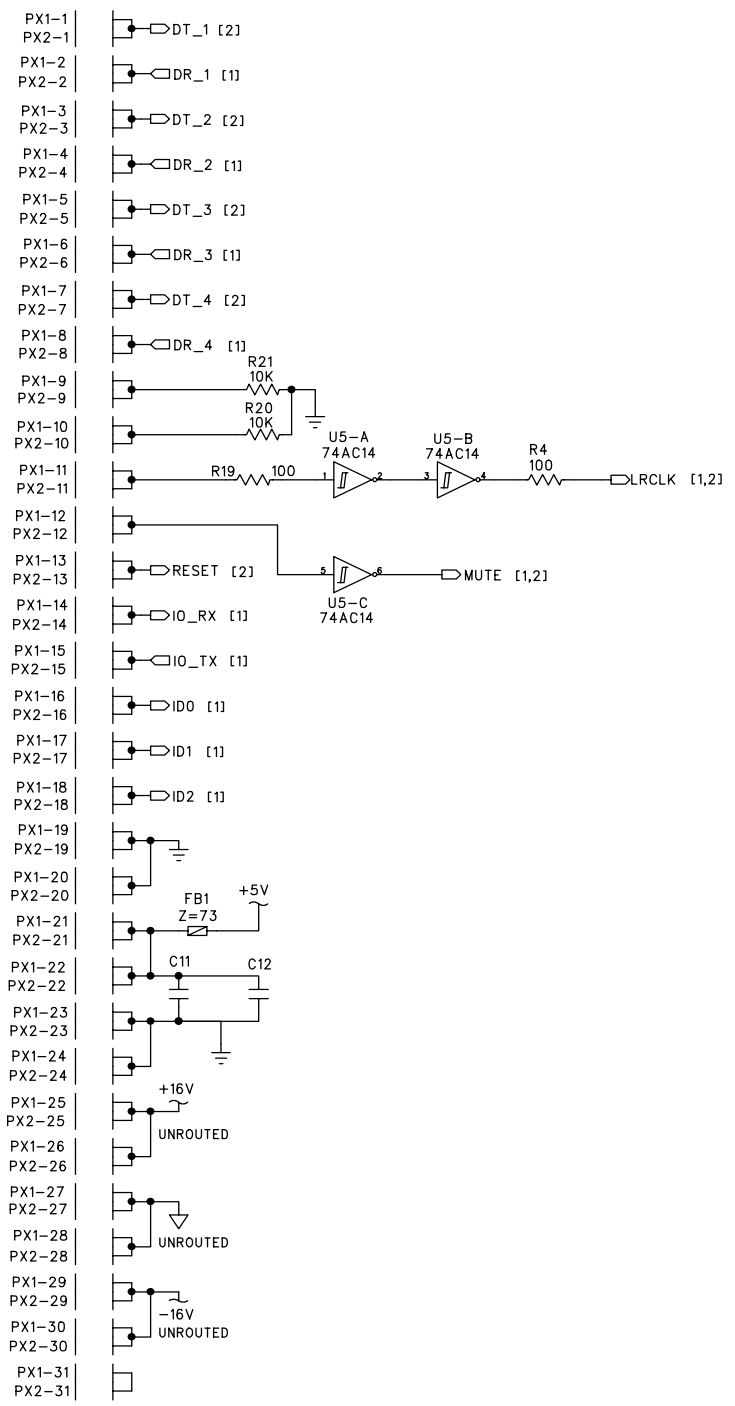 PX1-1
PX2-1
DT_1 [2]
PX1-2
PX2-2
DR_1 [1]
PX1-3
PX2-3
DT_2 [2]
PX1-4
PX2-4
DR_2 [1]
PX1-5
PX2-5
DT_3 [2]
PX1-6
PX2-6
DR_3 [1]
PX1-7
PX2-7
DT_4 [2]
PX1-8
PX2-8
DR_4 [1]
R21
10K
PX1-9
PX2-9
R20
10K
PX1-10
PX2-10
U5-A
74AC14
U5-B
74AC14
R4
100
PX1-11
PX2-11
R19 100
1
2
3
4
LRCLK [1,2]
PX1-12
PX2-12
PX1-13
PX2-13
RESET [2]
5
6
MUTE [1,2]
U5-C
74AC14
PX1-14
PX2-14
IO_RX [1]
PX1-15
PX2-15
IO_TX [1]
PX1-16
PX2-16
ID0 [1]
PX1-17
PX2-17
ID1 [1]
PX1-18
PX2-18
ID2 [1]
PX1-19
PX2-19
PX1-20
PX2-20
FB1
Z=73
+5V
PX1-21
PX2-21
PX1-22
PX2-22
C11
C12
PX1-23
PX2-23
PX1-24
PX2-24
+16V
PX1-25
PX2-25
UNROUTED
PX1-26
PX2-26
PX1-27
PX2-27
PX1-28
PX2-28
UNROUTED
PX1-29
PX2-29
-16V
UNROUTED
PX1-30
PX2-30
PX1-31
PX2-31